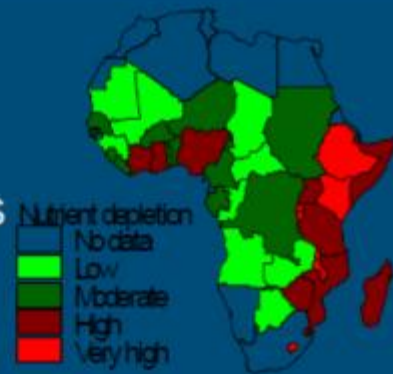 s
Nutrient depletion
No data
Low
Moderate
High
Very high